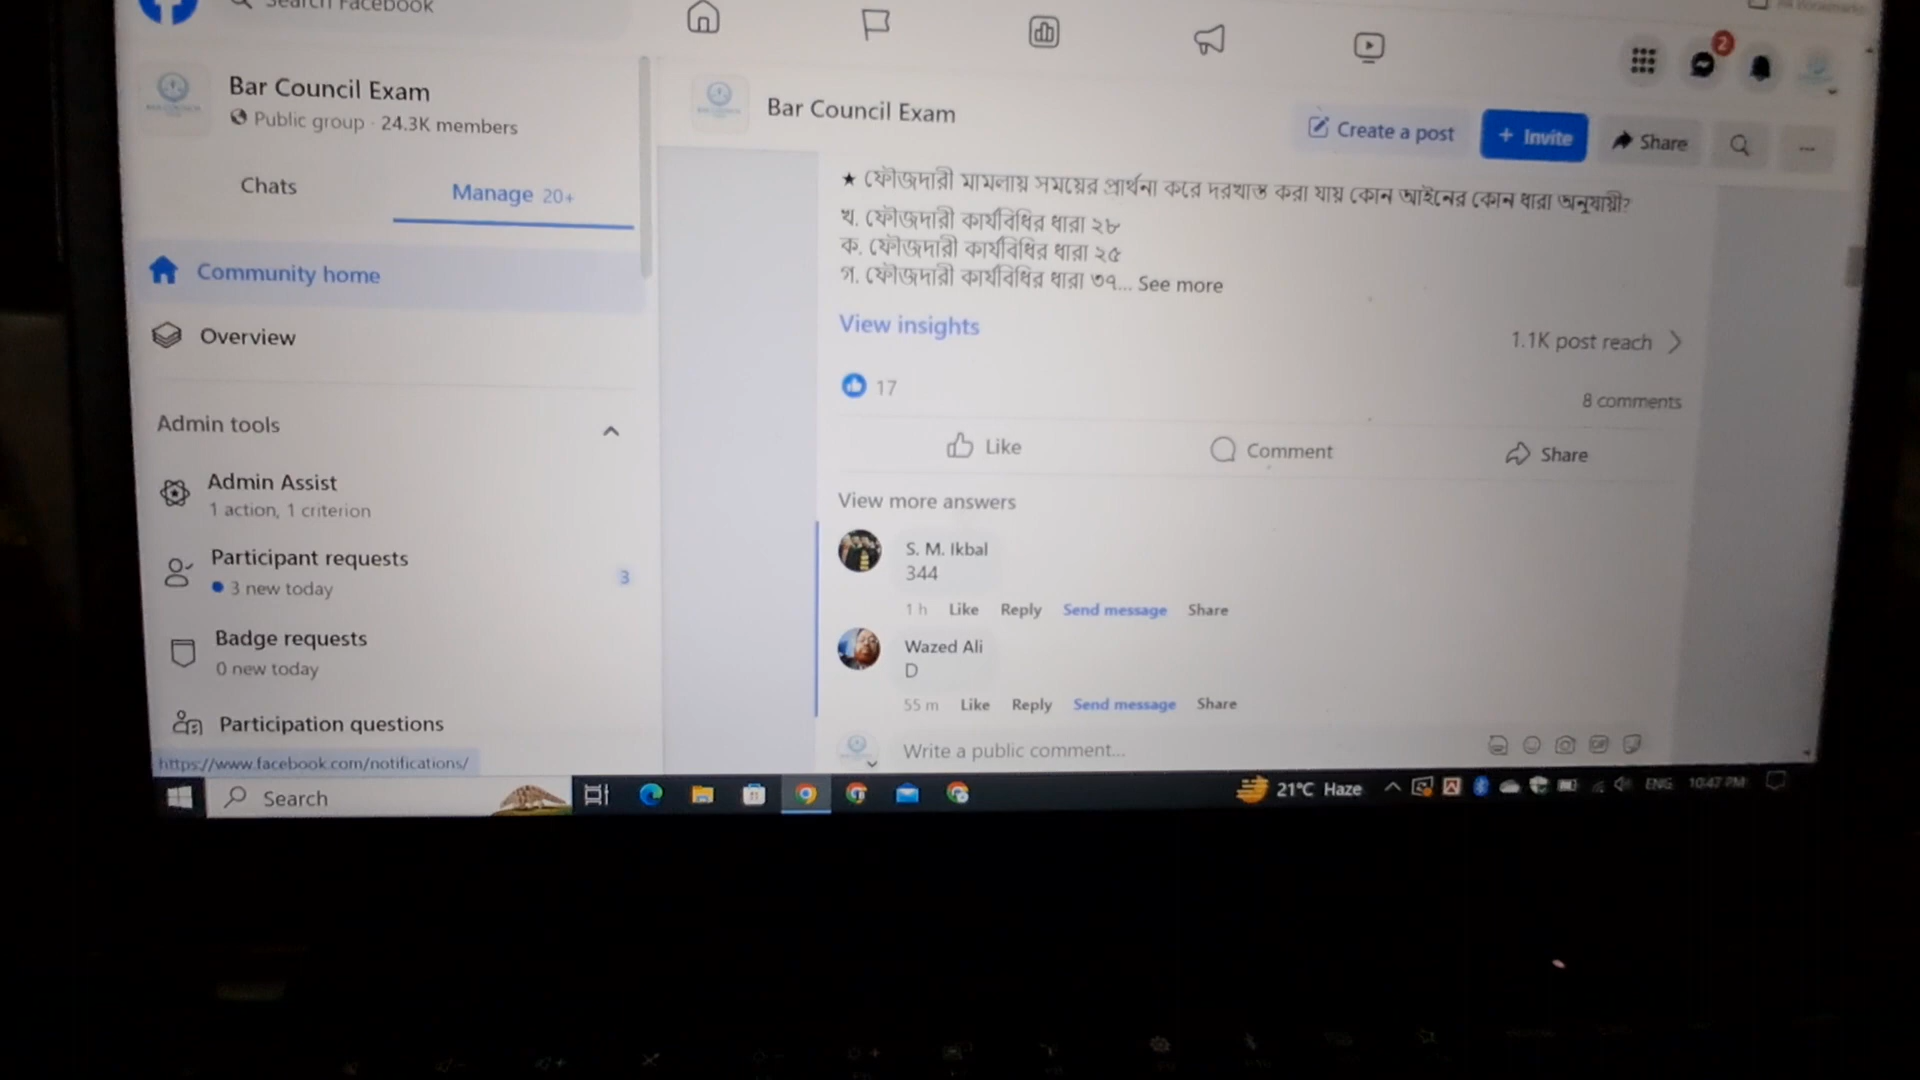 Search Facebook
Bar Council Exam
Public group · 24.3K members
Chats
Manage 20+
Community home
Overview
Admin tools
Admin Assist
1 action, 1 criterion
Participant requests
3 new today
3
Badge requests
0 new today
Participation questions
https://www.facebook.com/notifications/
2
Bar Council Exam
Create a post
+ Invite
Share
★ ফৌজদারী মামলায় সময়ের প্রার্থনা করে দরখাস্ত করা যায় কোন আইনের কোন ধারা অনুযায়ী?
খ. ফৌজদারী কার্যবিধির ধারা ২৮
ক. ফৌজদারী কার্যবিধির ধারা ২৫
গ. ফৌজদারী কার্যবিধির ধারা ৩৭... See more
View insights
1.1K post reach
17
8 comments
Like
Comment
Share
View more answers
S. M. Ikbal
344
1 h Like Reply Send message Share
Wazed Ali
D
55 m Like Reply Send message Share
Write a public comment...
Search
21°C Haze
ENG
10:47 PM